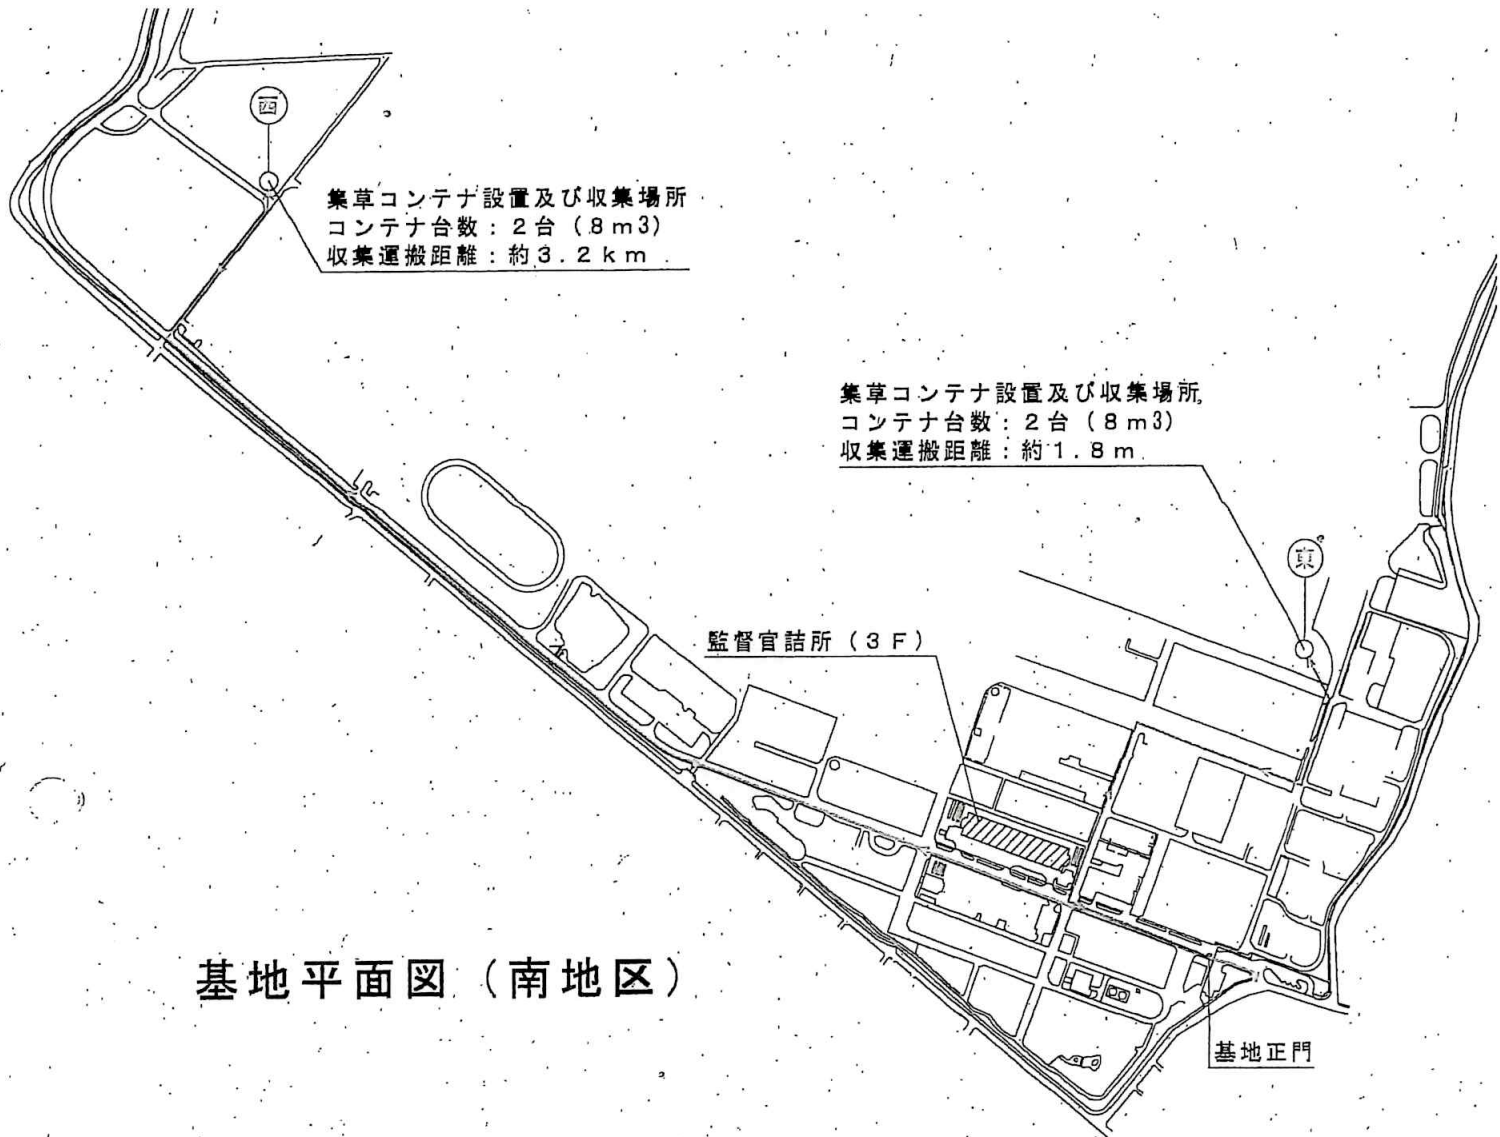 西
集草コンテナ設置及び収集場所
コンテナ台数：2台（8m3）
収集運搬距離：約3.2km
集草コンテナ設置及び収集場所
コンテナ台数：2台（8m3）
収集運搬距離：約1.8m
東
監督官詰所（3F）
基地平面図（南地区）
基地正門